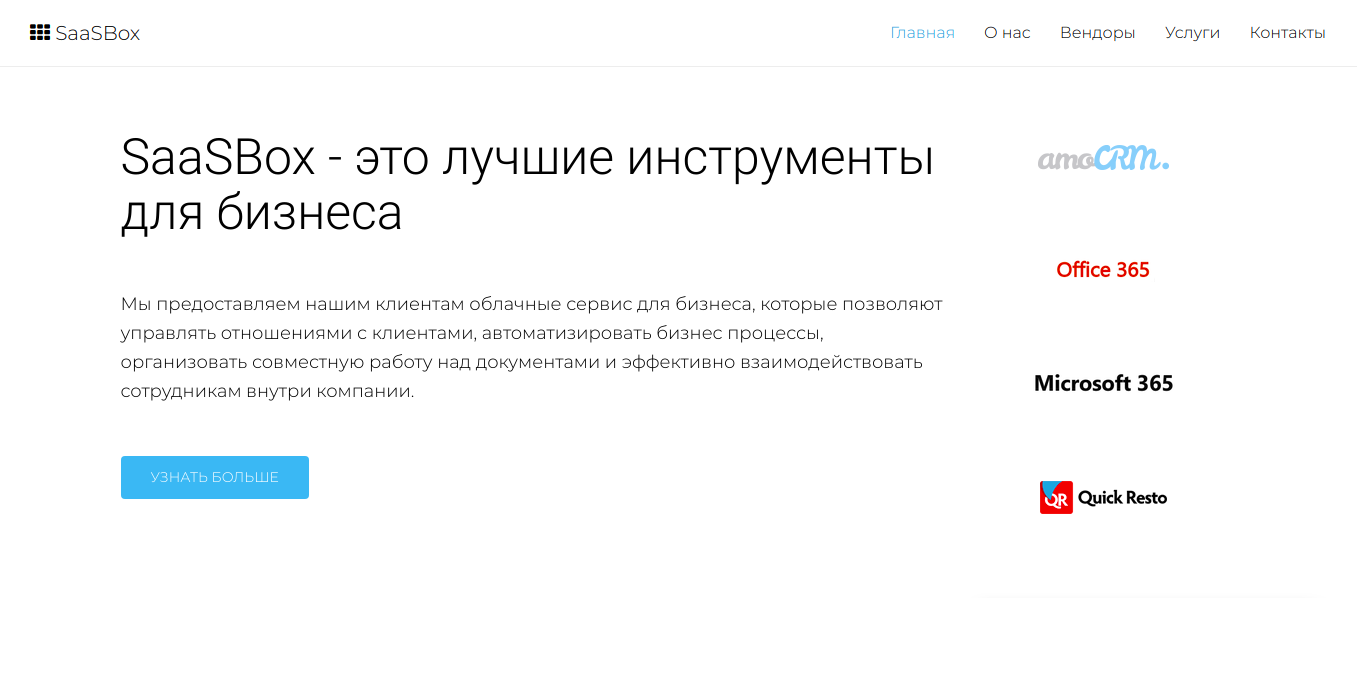 SaaSBox
Главная О нас Вендоры Услуги Контакты
SaaSBox - это лучшие инструменты
для бизнеса
Мы предоставляем нашим клиентам облачные сервис для бизнеса, которые позволяют
управлять отношениями с клиентами, автоматизировать бизнес процессы,
организовать совместную работу над документами и эффективно взаимодействовать
сотрудникам внутри компании.
УЗНАТЬ БОЛЬШЕ
amoCRM.
Office 365
Microsoft 365
QR Quick Resto